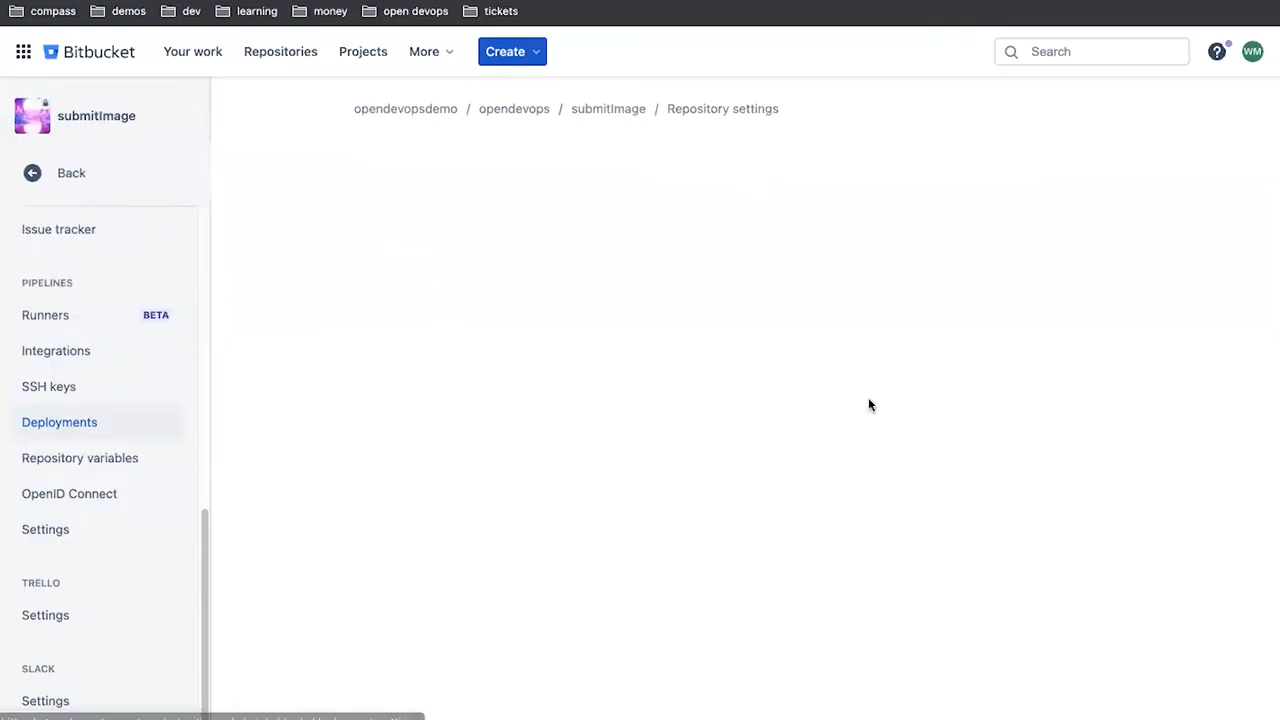 compass demos dev learning money open devops tickets
Bitbucket Your work Repositories Projects More Create Search WM
submitImage
opendevopsdemo / opendevops / submitImage / Repository settings
Back
Issue tracker
PIPELINES
Runners BETA
Integrations
SSH keys
Deployments
Repository variables
OpenID Connect
Settings
TRELLO
Settings
SLACK
Settings